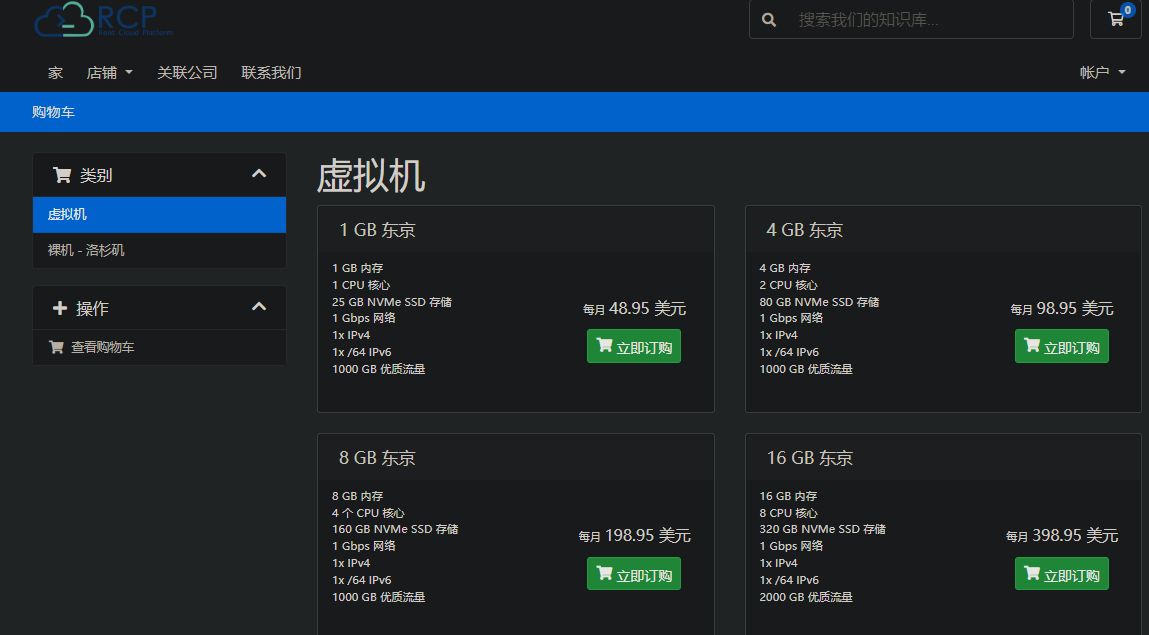 RCP
Root Cloud Platform
搜索我们的知识库...
0
家
店铺
关联公司
联系我们
帐户
购物车
类别
虚拟机
裸机 - 洛杉矶
操作
查看购物车
虚拟机
1 GB 东京
1 GB 内存
1 CPU 核心
25 GB NVMe SSD 存储
1 Gbps 网络
1x IPv4
1x /64 IPv6
1000 GB 优质流量
每月 48.95 美元
立即订购
4 GB 东京
4 GB 内存
2 CPU 核心
80 GB NVMe SSD 存储
1 Gbps 网络
1x IPv4
1x /64 IPv6
1000 GB 优质流量
每月 98.95 美元
立即订购
8 GB 东京
8 GB 内存
4 个 CPU 核心
160 GB NVMe SSD 存储
1 Gbps 网络
1x IPv4
1x /64 IPv6
1000 GB 优质流量
每月 198.95 美元
立即订购
16 GB 东京
16 GB 内存
8 CPU 核心
320 GB NVMe SSD 存储
1 Gbps 网络
1x IPv4
1x /64 IPv6
2000 GB 优质流量
每月 398.95 美元
立即订购